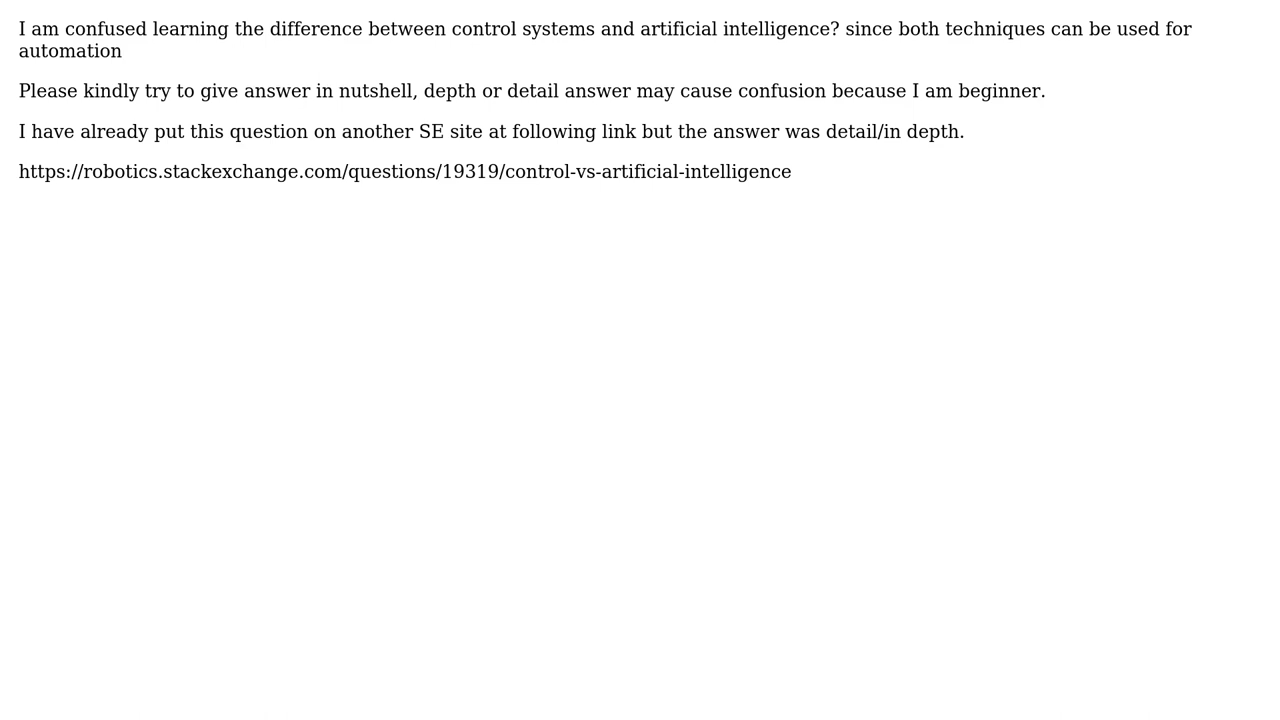 I am confused learning the difference between control systems and artificial intelligence? since both techniques can be used for
automation
Please kindly try to give answer in nutshell, depth or detail answer may cause confusion because I am beginner.
I have already put this question on another SE site at following link but the answer was detail/in depth.
https://robotics.stackexchange.com/questions/19319/control-vs-artificial-intelligence